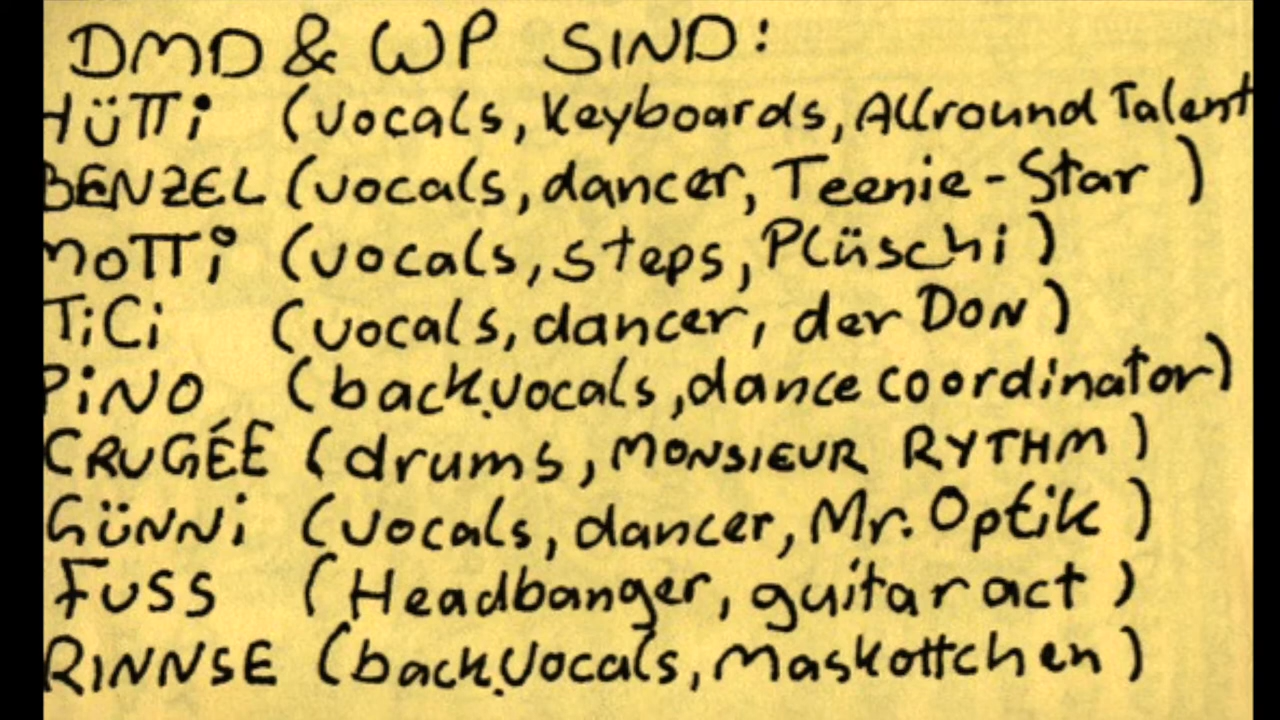 DMD & WP SIND:
HÜTTi (vocals, Keyboards, Allround Talent
BENZEL (vocals, dancer, Teenie-Star )
MOTTi (vocals, steps, Plüschi)
TiCi (vocals, dancer, der DON)
PiNO (back.vocals, dance coordinator)
CRUGÉE (drums, MONSIEUR RYTHM)
GÜNNi (vocals, dancer, Mr. Optik)
FUSS (Headbanger, guitar act)
RINNSE (back.vocals, Maskottchen)